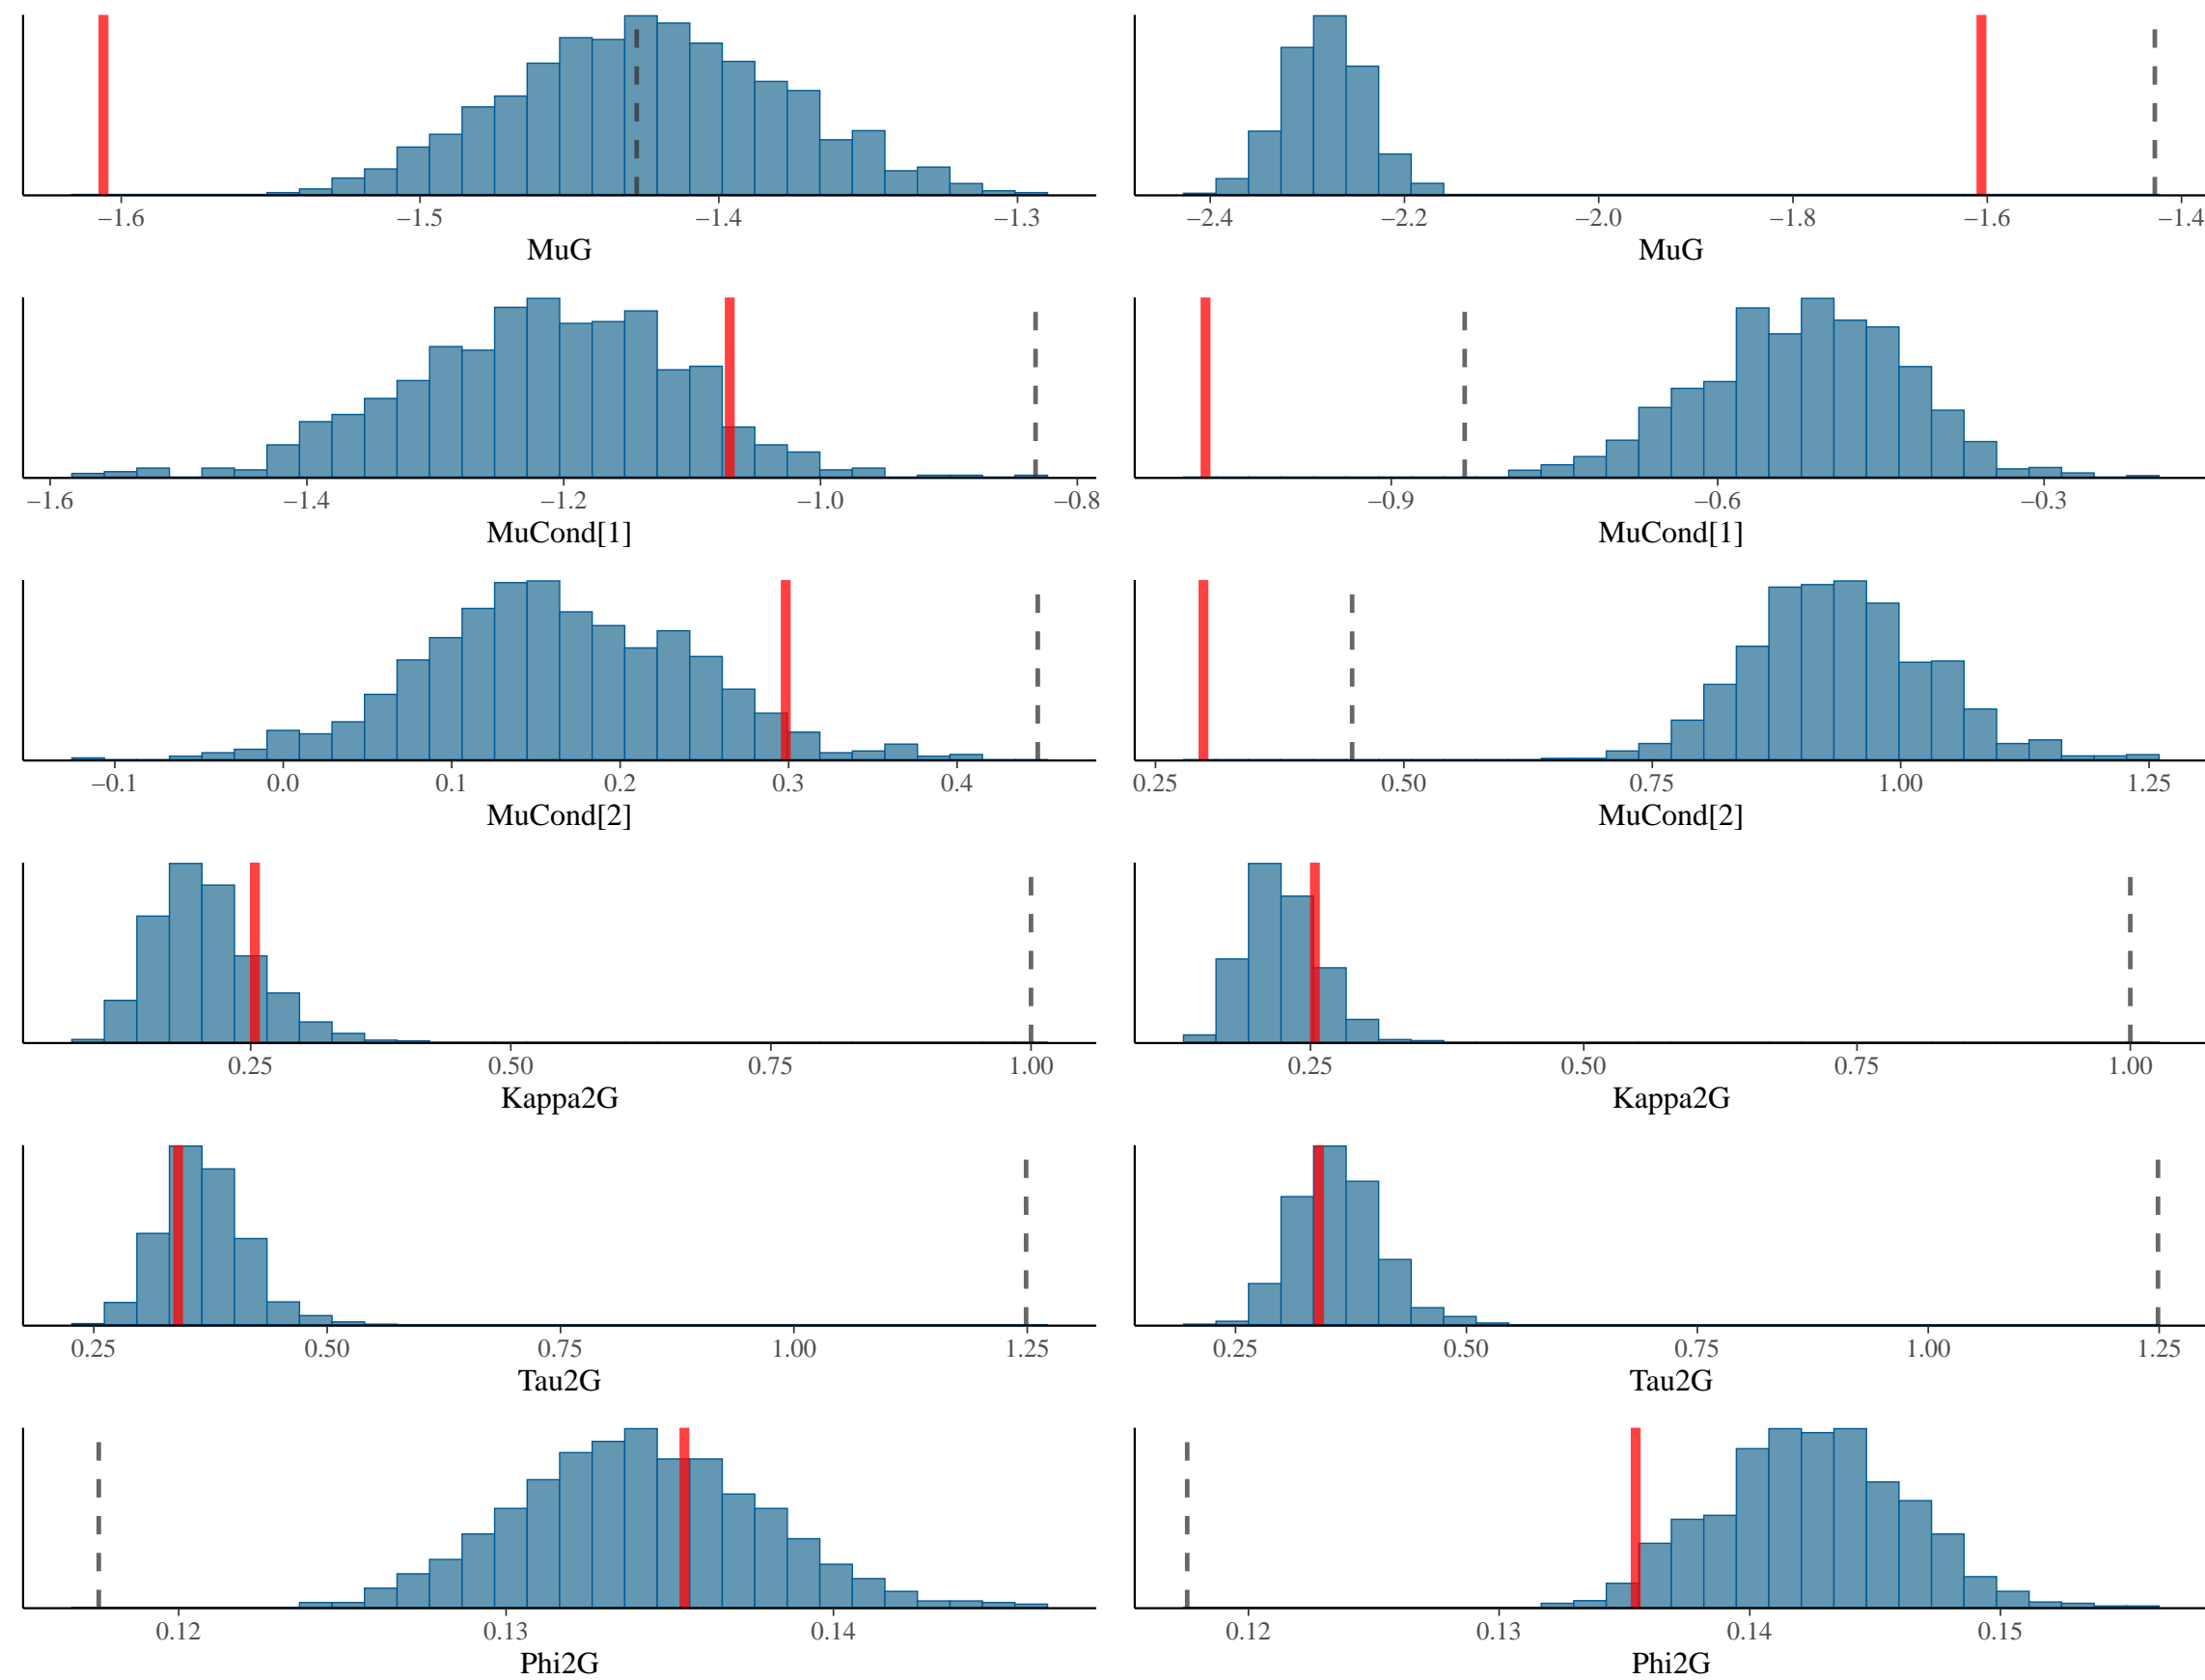 −1.6 −1.5 −1.4 −1.3
MuG
−2.4 −2.2 −2.0 −1.8 −1.6 −1.4
MuG
−1.6 −1.4 −1.2 −1.0 −0.8
MuCond[1]
−0.9 −0.6 −0.3
MuCond[1]
−0.1 0.0 0.1 0.2 0.3 0.4
MuCond[2]
0.25 0.50 0.75 1.00 1.25
MuCond[2]
0.25 0.50 0.75 1.00
Kappa2G
0.25 0.50 0.75 1.00
Kappa2G
0.25 0.50 0.75 1.00 1.25
Tau2G
0.25 0.50 0.75 1.00 1.25
Tau2G
0.12 0.13 0.14
Phi2G
0.12 0.13 0.14 0.15
Phi2G